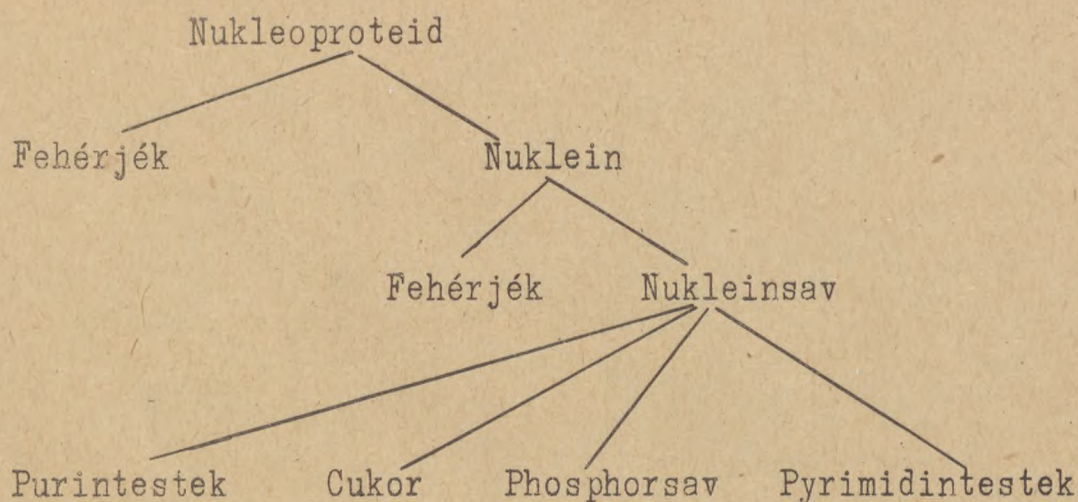 Nukleoproteid
Fehérjék Nuklein
Fehérjék Nukleinsav
Purintestek Cukor Phosphorsav Pyrimidintestek